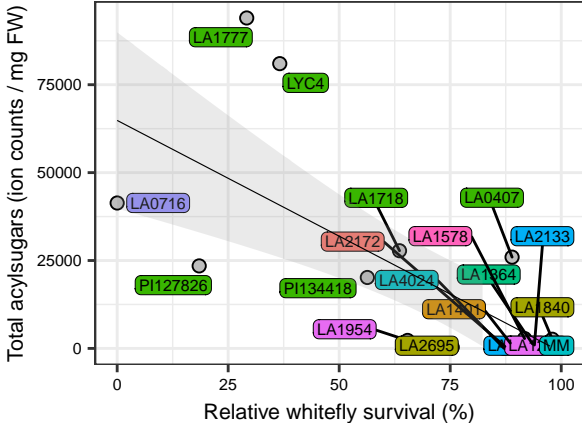 Total acylsugars (ion counts / mg FW)
75000
50000
25000
0
LA1777
LYC4
LA0716
LA1718
LA0407
LA2172
LA1578
LA2133
PI127826
PI134418
LA4024
LA1364
LA1401
LA1840
LA1954
LA2695
MM
0
25
50
75
100
Relative whitefly survival (%)